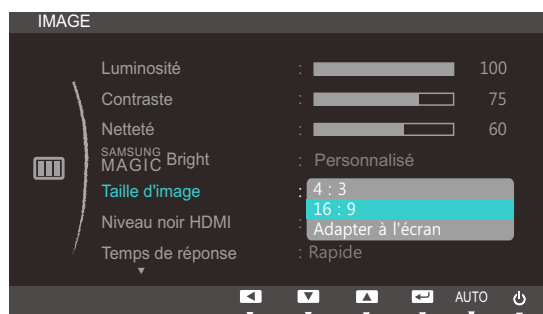 IMAGE
Luminosité : 100
Contraste : 75
Netteté : 60
SAMSUNG
MAGIC Bright : Personnalisé
Taille d'image : 4 : 3
16 : 9
Niveau noir HDMI :
Adapter à l'écran
Temps de réponse : Rapide
AUTO